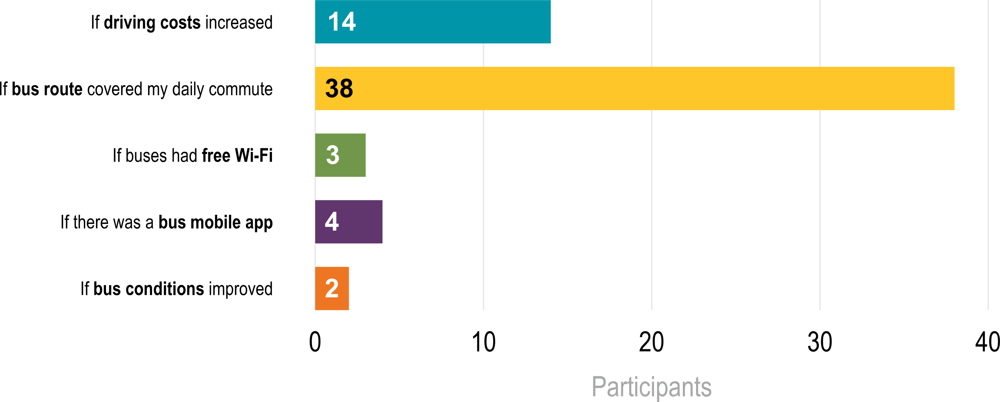 If driving costs increased
14
If bus route covered my daily commute
38
If busses had free Wi-Fi
3
If there was a bus mobile app
4
If bus conditions improved
2
0 10 20 30 40
Participants